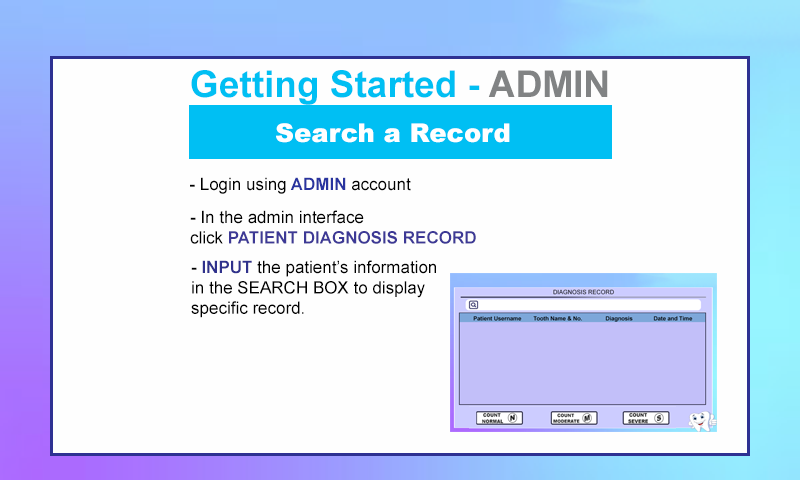 Getting Started - ADMIN
Search a Record
- Login using ADMIN account
- In the admin interface
click PATIENT DIAGNOSIS RECORD
- INPUT the patient's information
in the SEARCH BOX to display
specific record.
DIAGNOSIS RECORD
Patient Username Tooth Name & No. Diagnosis Date and Time
COUNT NORMAL N
COUNT MODERATE M
COUNT SEVERE S